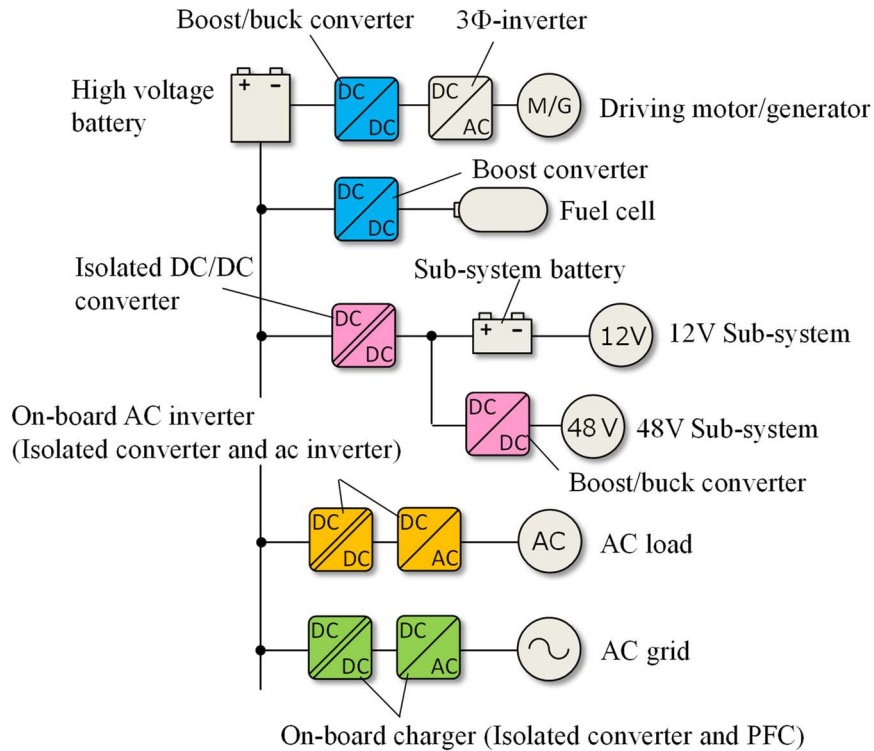 Boost/buck converter
3Φ-inverter
High voltage
battery
+ −
DC
DC
DC
AC
M/G
Driving motor/generator
Boost converter
DC
DC
Fuel cell
Isolated DC/DC
converter
Sub-system battery
DC
DC
+ −
12V
12V Sub-system
DC
DC
48V
48V Sub-system
Boost/buck converter
On-board AC inverter
(Isolated converter and ac inverter)
DC
DC
DC
AC
AC
AC load
DC
DC
DC
AC
AC grid
On-board charger (Isolated converter and PFC)